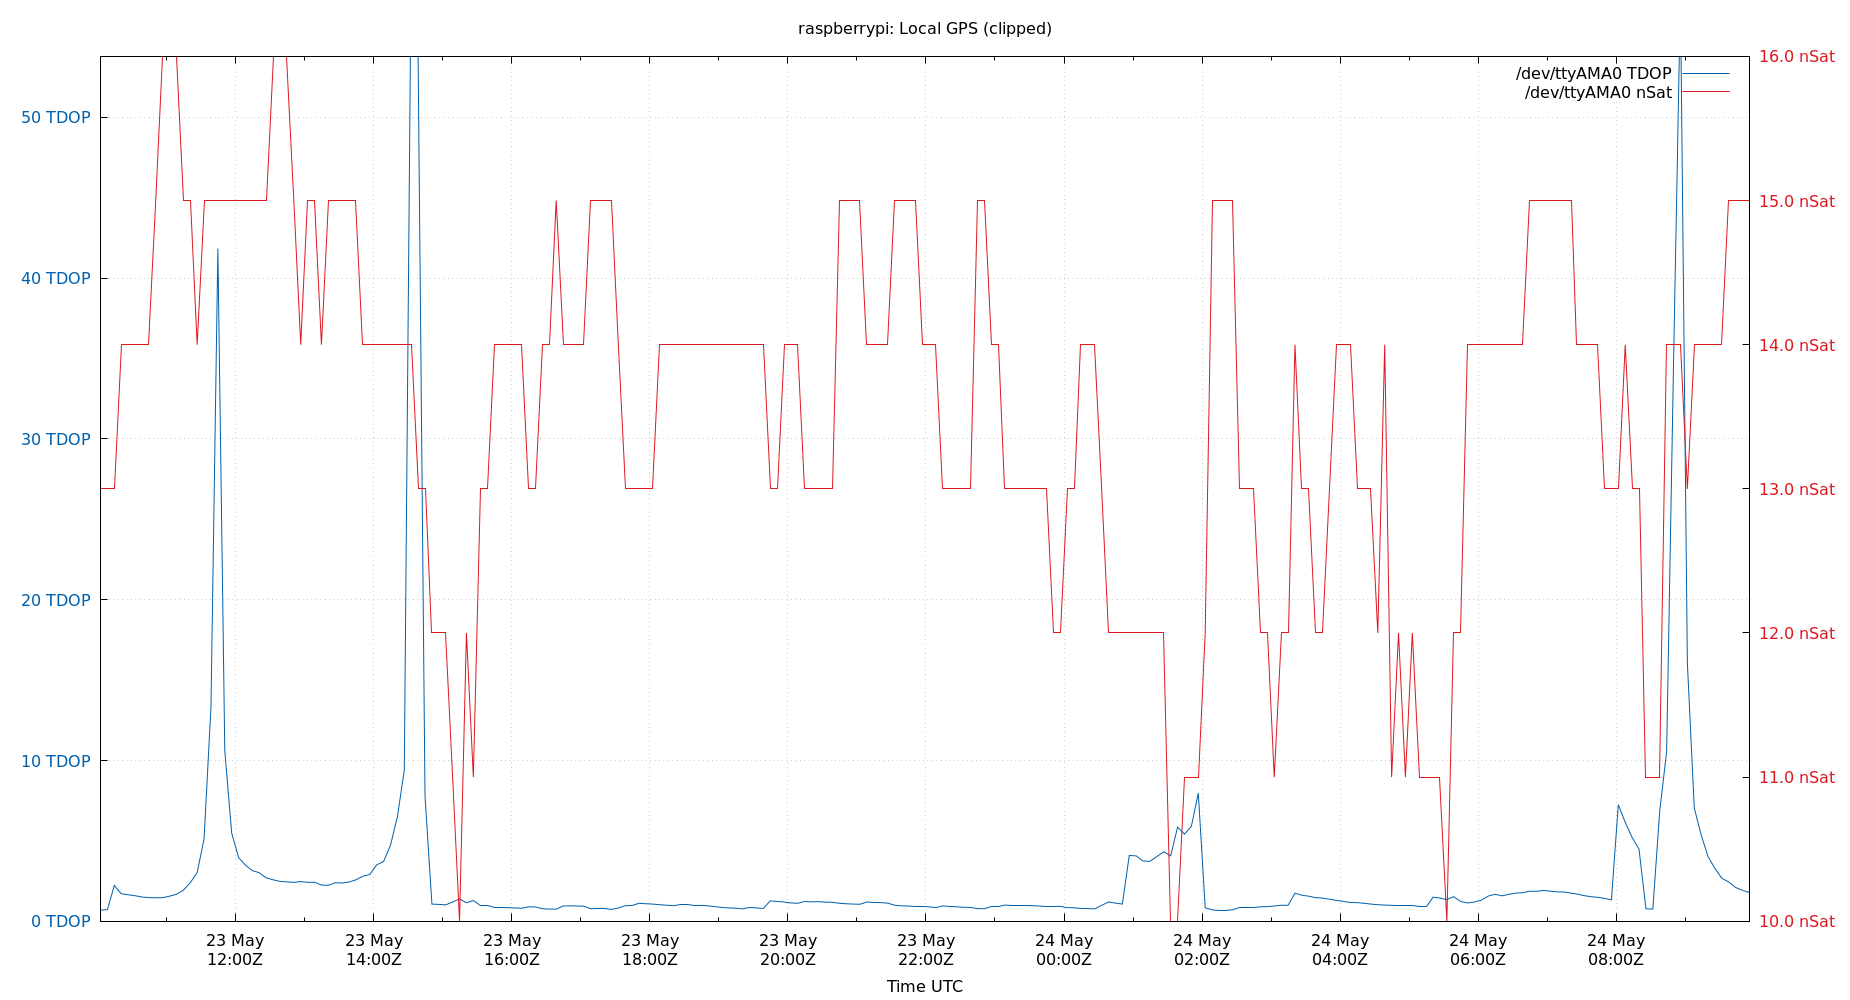 raspberrypi: Local GPS (clipped)
/dev/ttyAMA0 TDOP
/dev/ttyAMA0 nSat
50 TDOP
40 TDOP
30 TDOP
20 TDOP
10 TDOP
0 TDOP
16.0 nSat
15.0 nSat
14.0 nSat
13.0 nSat
12.0 nSat
11.0 nSat
10.0 nSat
23 May
12:00Z
23 May
14:00Z
23 May
16:00Z
23 May
18:00Z
23 May
20:00Z
23 May
22:00Z
24 May
00:00Z
24 May
02:00Z
24 May
04:00Z
24 May
06:00Z
24 May
08:00Z
Time UTC